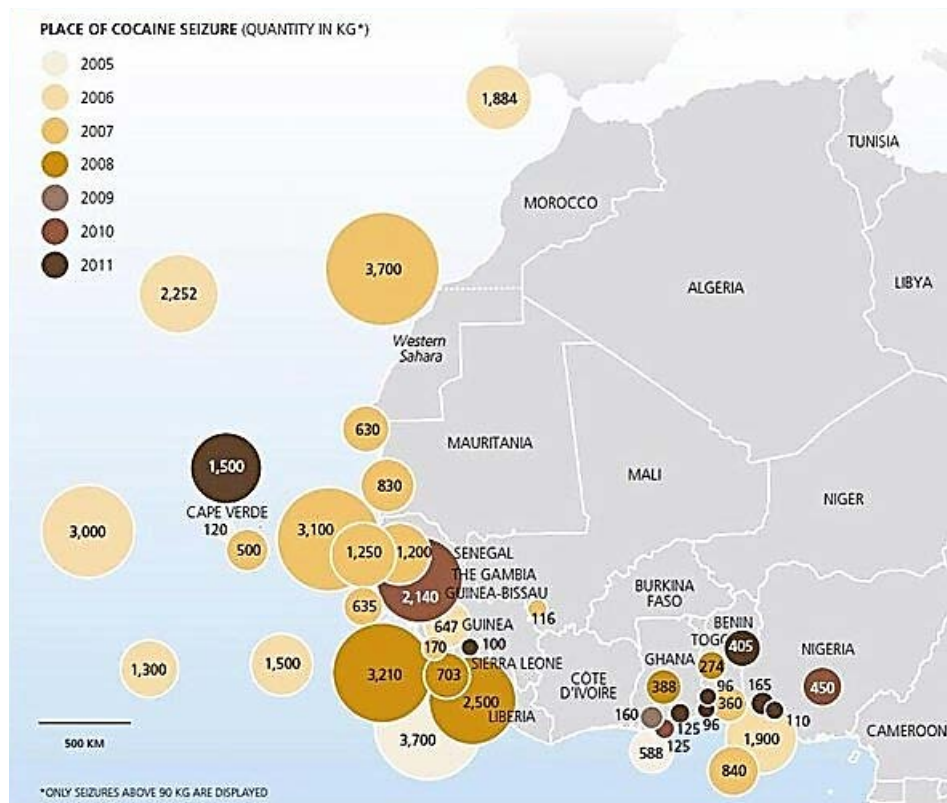 PLACE OF COCAINE SEIZURE (QUANTITY IN KG*)
2005
2006
2007
2008
2009
2010
2011
1,884
TUNISIA
MOROCCO
3,700
2,252
ALGERIA
LIBYA
Western
Sahara
630
MAURITANIA
1,500
MALI
830
CAPE VERDE
NIGER
120
3,000
500
3,100
1,250
1,200
SENEGAL
THE GAMBIA
2,140
GUINEA-BISSAU
BURKINA
FASO
635
116
647
GUINEA
BENIN
TOGO
405
170
100
NIGERIA
1,300
1,500
SIERRA LEONE
GHANA
274
3,210
703
CÔTE
D'IVOIRE
388
96
165
450
2,500
360
LIBERIA
160
125
96
110
CAMEROON
500 KM
3,700
588
125
1,900
840
*ONLY SEIZURES ABOVE 90 KG ARE DISPLAYED